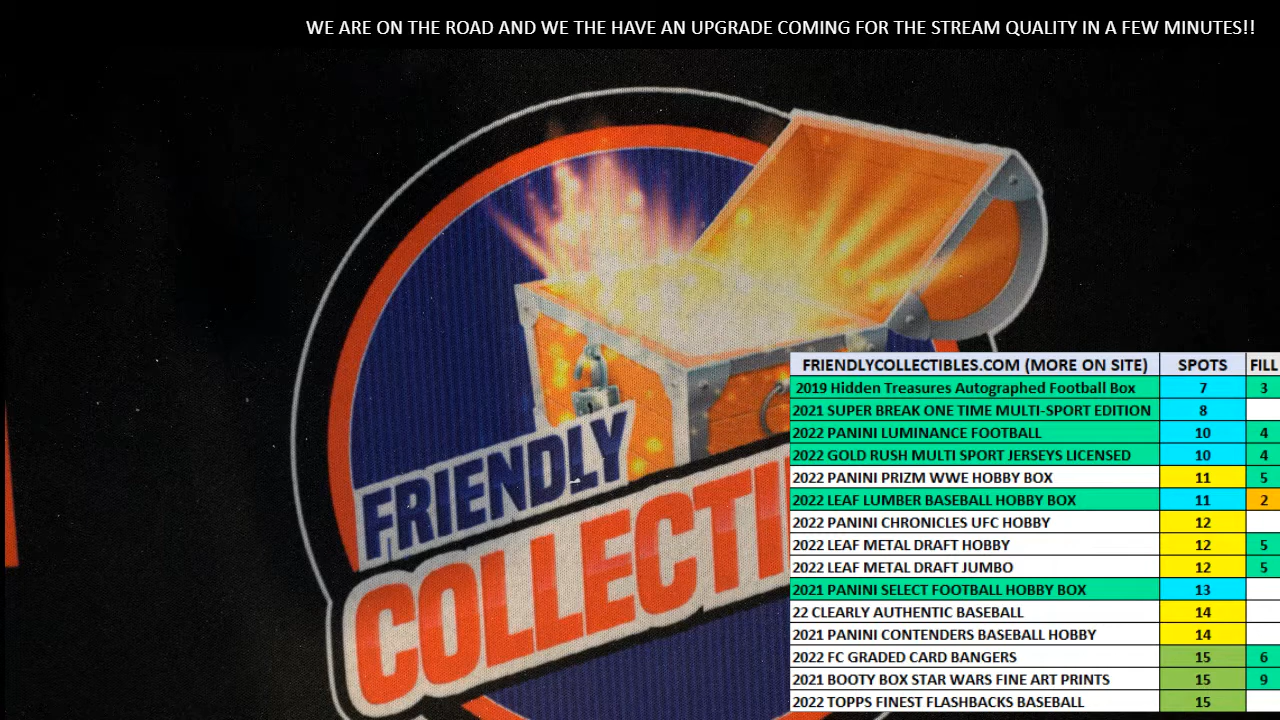 WE ARE ON THE ROAD AND WE THE HAVE AN UPGRADE COMING FOR THE STREAM QUALITY IN A FEW MINUTES!!
FRIENDLY
COLLECTI
FRIENDLYCOLLECTIBLES.COM (MORE ON SITE) SPOTS FILL
2019 Hidden Treasures Autographed Football Box 7 3
2021 SUPER BREAK ONE TIME MULTI-SPORT EDITION 8
2022 PANINI LUMINANCE FOOTBALL 10 4
2022 GOLD RUSH MULTI SPORT JERSEYS LICENSED 10 4
2022 PANINI PRIZM WWE HOBBY BOX 11 5
2022 LEAF LUMBER BASEBALL HOBBY BOX 11 2
2022 PANINI CHRONICLES UFC HOBBY 12
2022 LEAF METAL DRAFT HOBBY 12 5
2022 LEAF METAL DRAFT JUMBO 12 5
2021 PANINI SELECT FOOTBALL HOBBY BOX 13
22 CLEARLY AUTHENTIC BASEBALL 14
2021 PANINI CONTENDERS BASEBALL HOBBY 14
2022 FC GRADED CARD BANGERS 15 6
2021 BOOTY BOX STAR WARS FINE ART PRINTS 15 9
2022 TOPPS FINEST FLASHBACKS BASEBALL 15